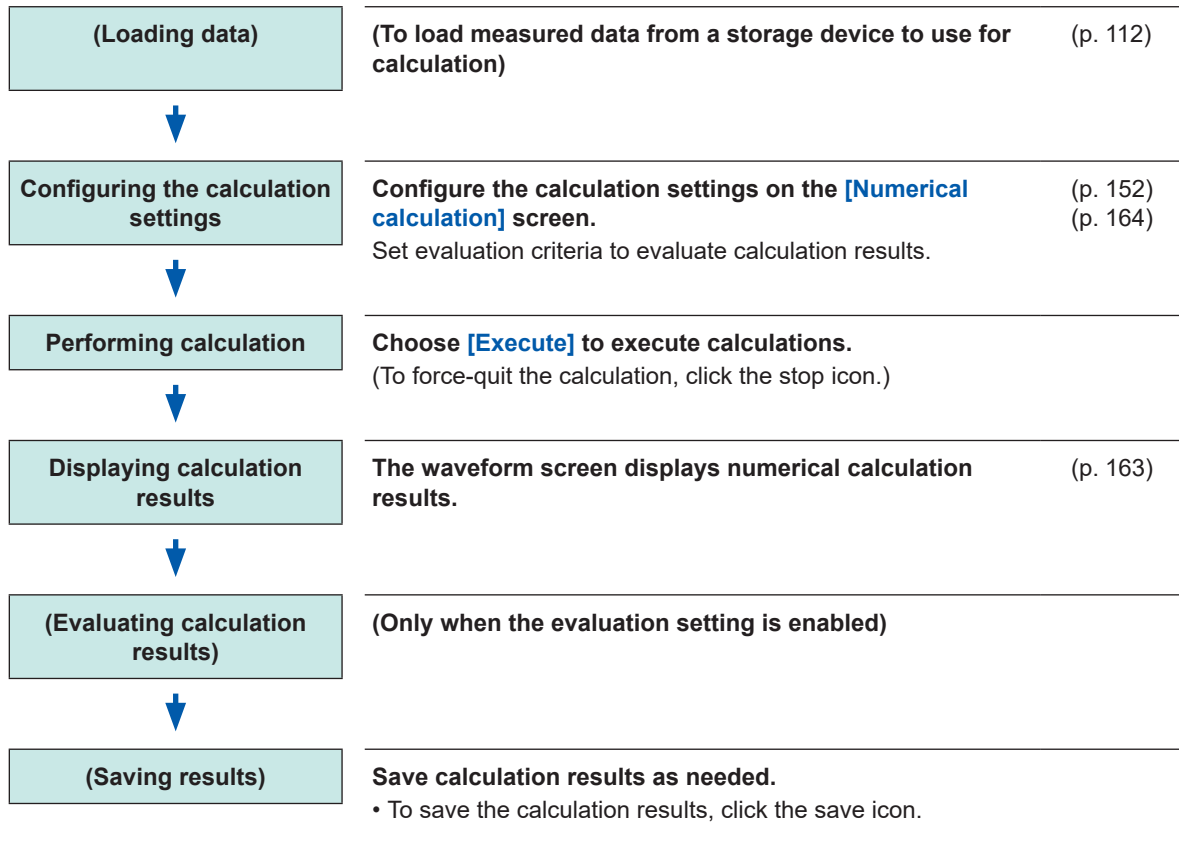 (Loading data)
(To load measured data from a storage device to use for
calculation)
(p. 112)
Configuring the calculation
settings
Configure the calculation settings on the [Numerical
calculation] screen.
Set evaluation criteria to evaluate calculation results.
(p. 152)
(p. 164)
Performing calculation
Choose [Execute] to execute calculations.
(To force-quit the calculation, click the stop icon.)
Displaying calculation
results
The waveform screen displays numerical calculation
results.
(p. 163)
(Evaluating calculation
results)
(Only when the evaluation setting is enabled)
(Saving results)
Save calculation results as needed.
• To save the calculation results, click the save icon.